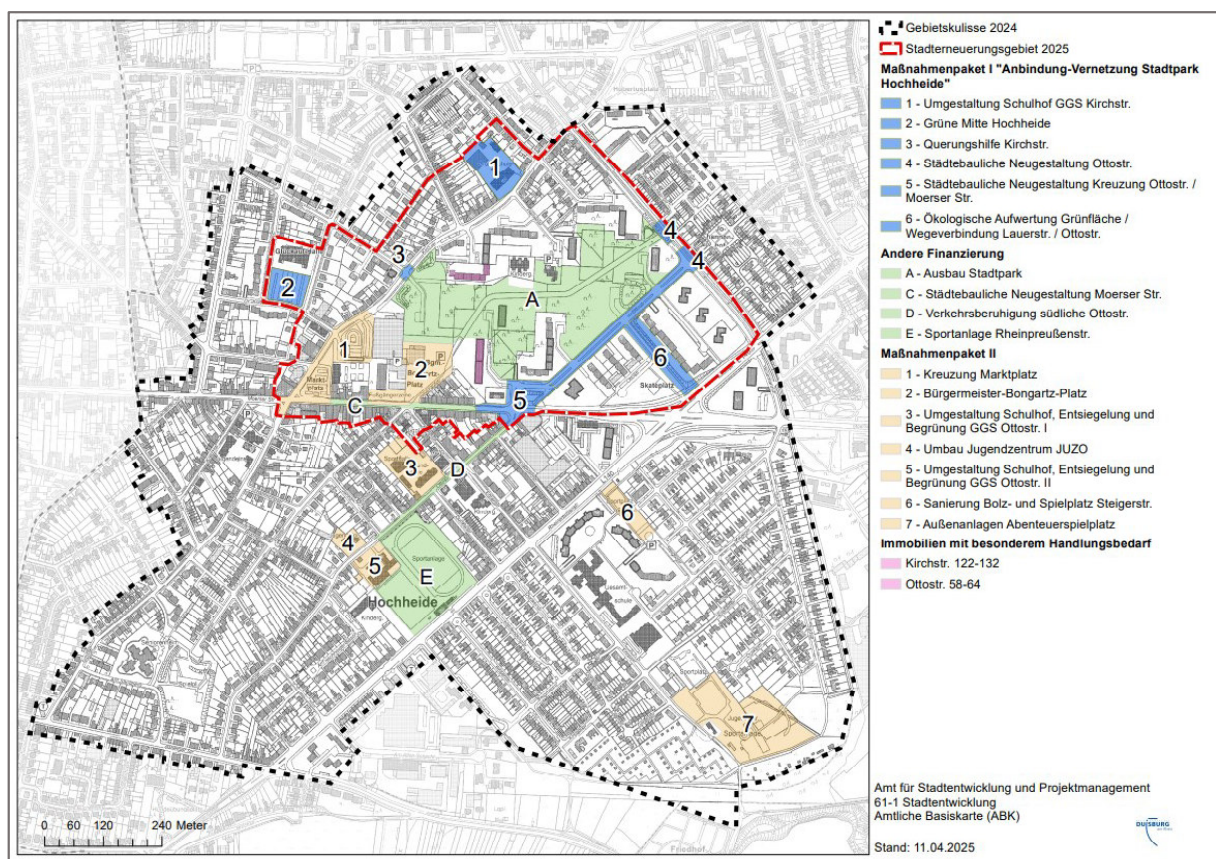 Gebietskulisse 2024
Stadterneuerungsgebiet 2025
Maßnahmenpaket I "Anbindung-Vernetzung Stadtpark
Hochheide"
1 - Umgestaltung Schulhof GGS Kirchstr.
2 - Grüne Mitte Hochheide
3 - Querungshilfe Kirchstr.
4 - Städtebauliche Neugestaltung Ottostr.
5 - Städtebauliche Neugestaltung Kreuzung Ottostr. /
Moerser Str.
6 - Ökologische Aufwertung Grünfläche /
Wegeverbindung Lauerstr. / Ottostr.
Andere Finanzierung
A - Ausbau Stadtpark
C - Städtebauliche Neugestaltung Moerser Str.
D - Verkehrsberuhigung südliche Ottostr.
E - Sportanlage Rheinpreußenstr.
Maßnahmenpaket II
1 - Kreuzung Marktplatz
2 - Bürgermeister-Bongartz-Platz
3 - Umgestaltung Schulhof, Entsiegelung und
Begrünung GGS Ottostr. I
4 - Umbau Jugendzentrum JUZO
5 - Umgestaltung Schulhof, Entsiegelung und
Begrünung GGS Ottostr. II
6 - Sanierung Bolz- und Spielplatz Steigerstr.
7 - Außenanlagen Abenteuerspielplatz
Immobilien mit besonderem Handlungsbedarf
Kirchstr. 122-132
Ottostr. 58-64
Amt für Stadtentwicklung und Projektmanagement
61-1 Stadtentwicklung
Amtliche Basiskarte (ABK)
Stand: 11.04.2025
DUISBURG
1
4
3
4
2
A
1
2
6
Skateplatz
5
C
3
D
6
4
5
Sportanlage
E
Hochheide
Kinderg.
Sportplatz
7
0 60 120 240 Meter
Friedhof